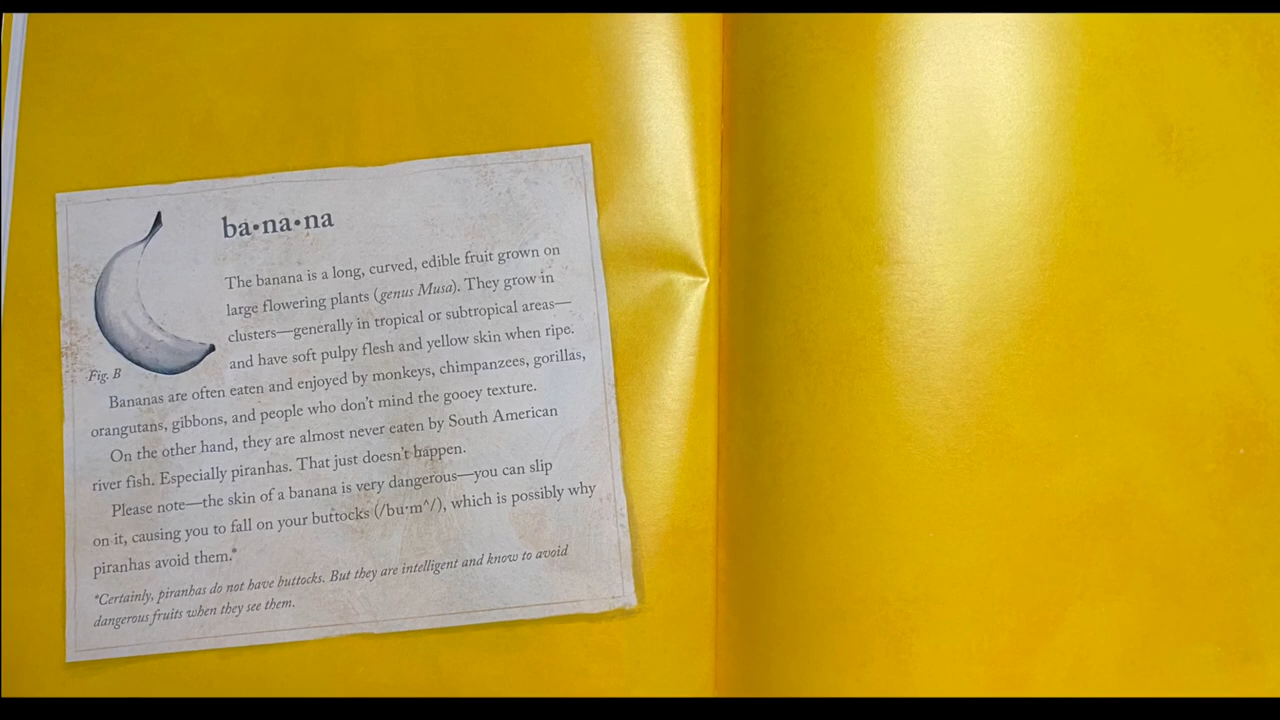 ba•na•na
The banana is a long, curved, edible fruit grown on
large flowering plants (genus Musa). They grow in
clusters—generally in tropical or subtropical areas—
and have soft pulpy flesh and yellow skin when ripe.
Fig. B
Bananas are often eaten and enjoyed by monkeys, chimpanzees, gorillas,
orangutans, gibbons, and people who don't mind the gooey texture.
On the other hand, they are almost never eaten by South American
river fish. Especially piranhas. That just doesn't happen.
Please note—the skin of a banana is very dangerous—you can slip
on it, causing you to fall on your buttocks (/bu·m^/), which is possibly why
piranhas avoid them.*
*Certainly, piranhas do not have buttocks. But they are intelligent and know to avoid
dangerous fruits when they see them.